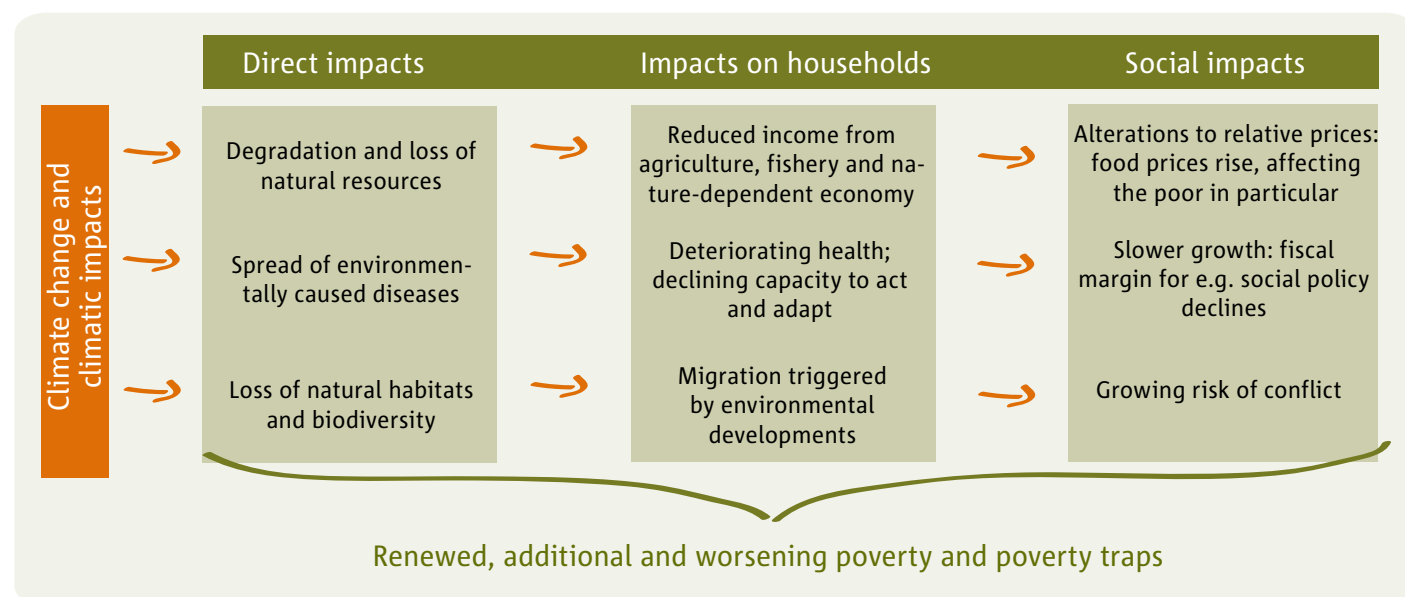 Direct impacts
Impacts on households
Social impacts
Climate change and
climatic impacts
Degradation and loss of
natural resources
Reduced income from
agriculture, fishery and na-
ture-dependent economy
Alterations to relative prices:
food prices rise, affecting
the poor in particular
Spread of environmen-
tally caused diseases
Deteriorating health;
declining capacity to act
and adapt
Slower growth: fiscal
margin for e.g. social policy
declines
Loss of natural habitats
and biodiversity
Migration triggered
by environmental
developments
Growing risk of conflict
Renewed, additional and worsening poverty and poverty traps